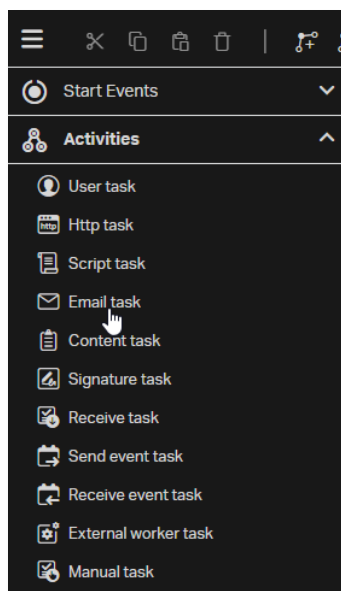 Start Events
Activities
User task
http Http task
Script task
Email task
Content task
Signature task
Receive task
Send event task
Receive event task
External worker task
Manual task